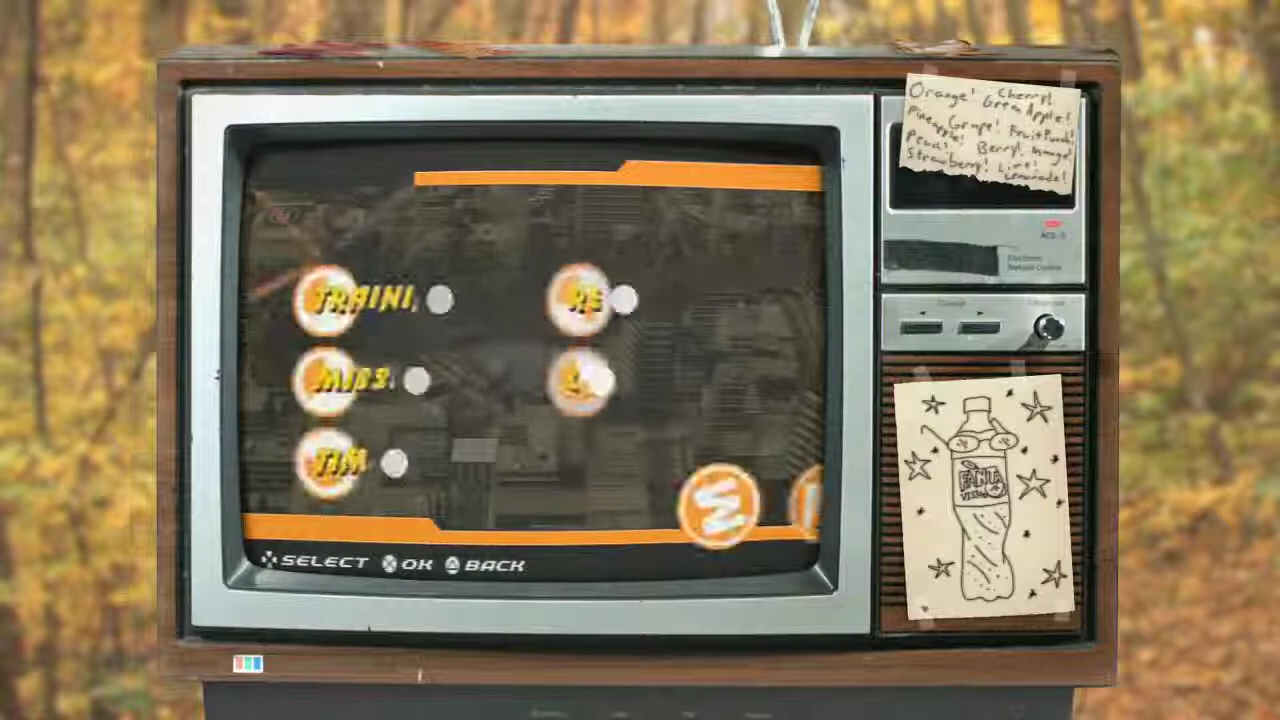 Orange! Cherry!
Green Apple!
Pineapple! Grape! Fruit Punch!
Peach! Berry! Mango!
Strawberry! Lime!
Lemonade!
TRAINI
RE
MISS
TIM
SELECT OK BACK
FANTA